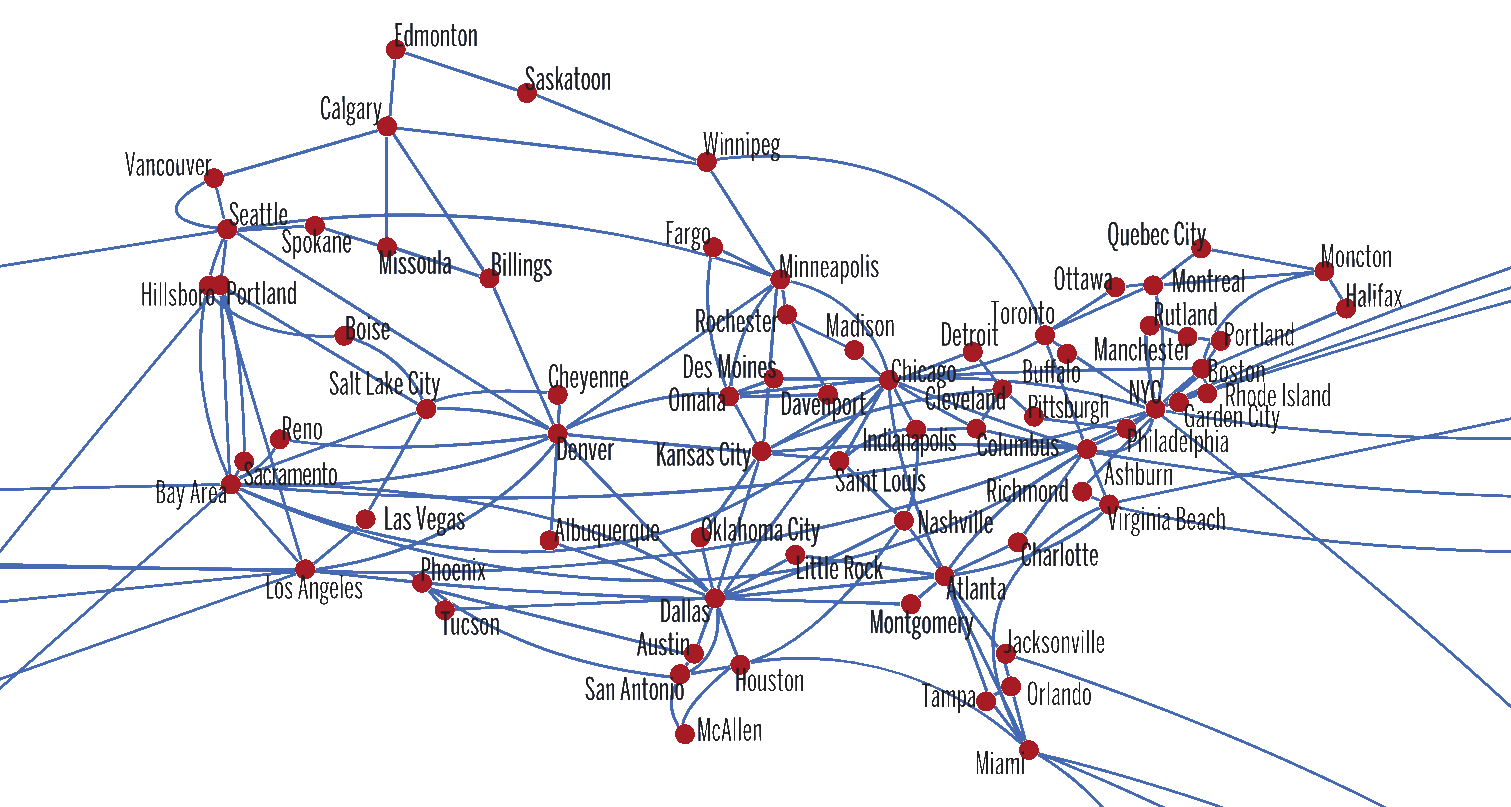 Edmonton
Saskatoon
Calgary
Winnipeg
Vancouver
Seattle
Spokane
Missoula
Billings
Fargo
Minneapolis
Quebec City
Moncton
Ottawa
Montreal
Halifax
Hillsboro
Portland
Boise
Rochester
Madison
Detroit
Toronto
Rutland
Portland
Manchester
Buffalo
Boston
Salt Lake City
Cheyenne
Des Moines
Omaha
Davenport
Chicago
Cleveland
Pittsburgh
NYC
Rhode Island
Garden City
Reno
Denver
Kansas City
Indianapolis
Columbus
Philadelphia
Sacramento
Bay Area
Saint Louis
Ashburn
Richmond
Las Vegas
Albuquerque
Oklahoma City
Nashville
Virginia Beach
Charlotte
Los Angeles
Phoenix
Little Rock
Atlanta
Tucson
Dallas
Montgomery
Austin
San Antonio
Houston
Jacksonville
Tampa
Orlando
McAllen
Miami